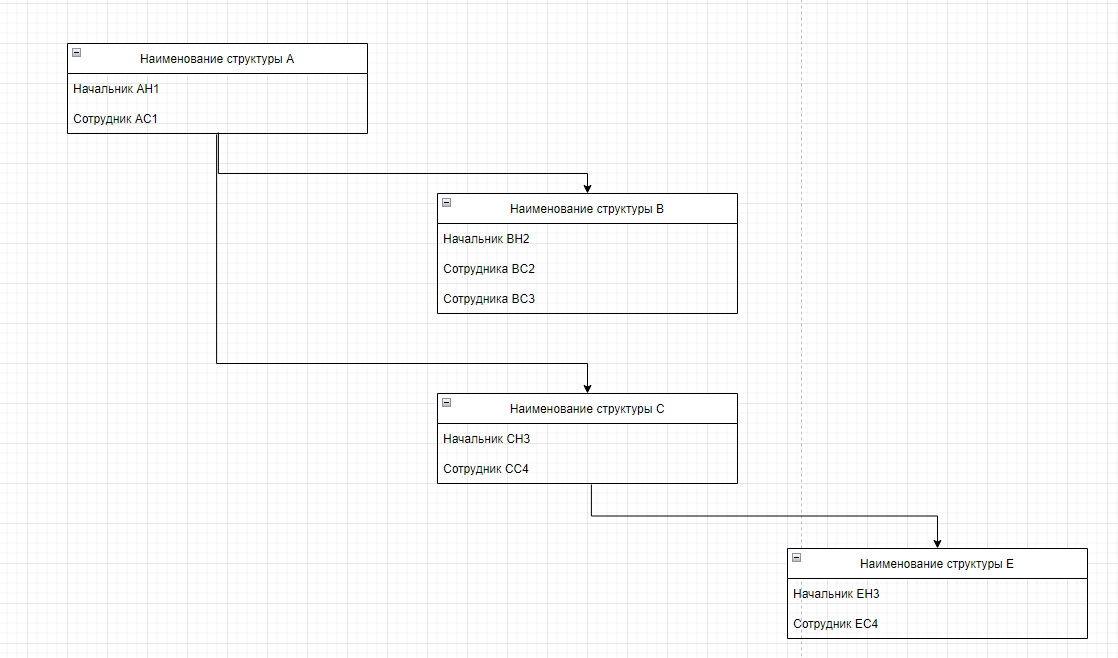 Наименование структуры A
Начальник AH1
Сотрудник AC1
Наименование структуры B
Начальник BH2
Сотрудника BC2
Сотрудника BC3
Наименование структуры C
Начальник CH3
Сотрудник CC4
Наименование структуры E
Начальник EH3
Сотрудник EC4